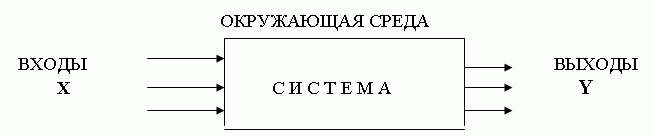 ОКРУЖАЮЩАЯ СРЕДА
ВХОДЫ
X
С И С Т Е М А
ВЫХОДЫ
Y